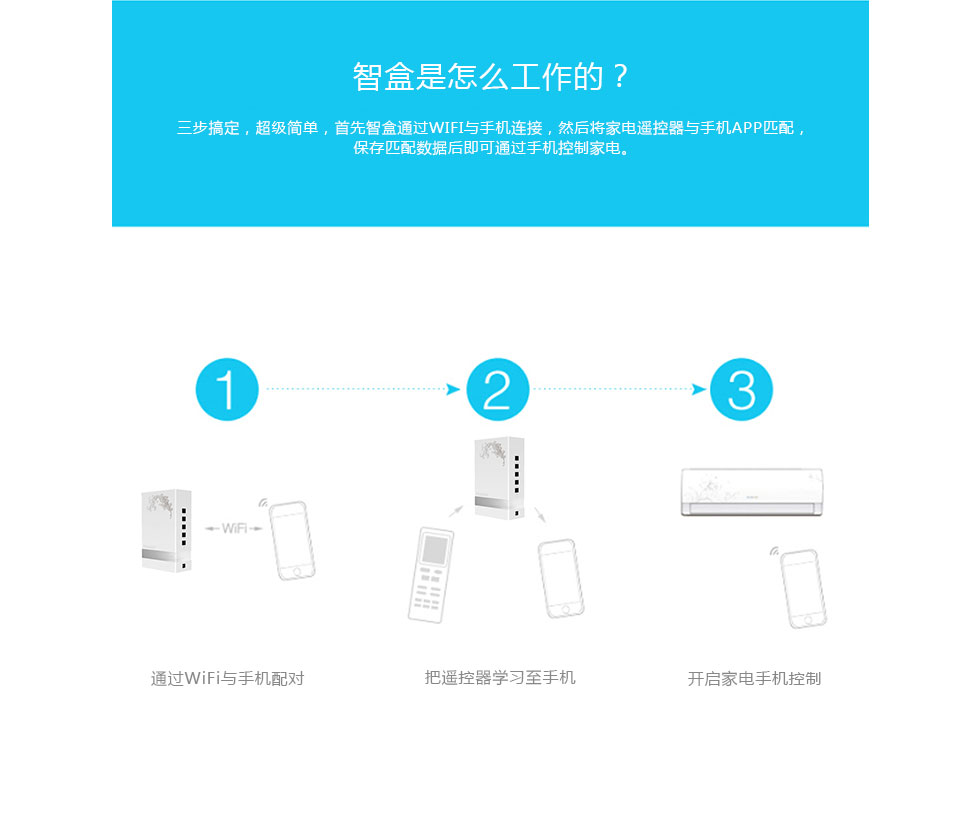 智盒是怎么工作的？
三步搞定，超级简单，首先智盒通过WIFI与手机连接，然后将家电遥控器与手机APP匹配，
保存匹配数据后即可通过手机控制家电。
1
2
3
WiFi
通过WiFi与手机配对
把遥控器学习至手机
开启家电手机控制